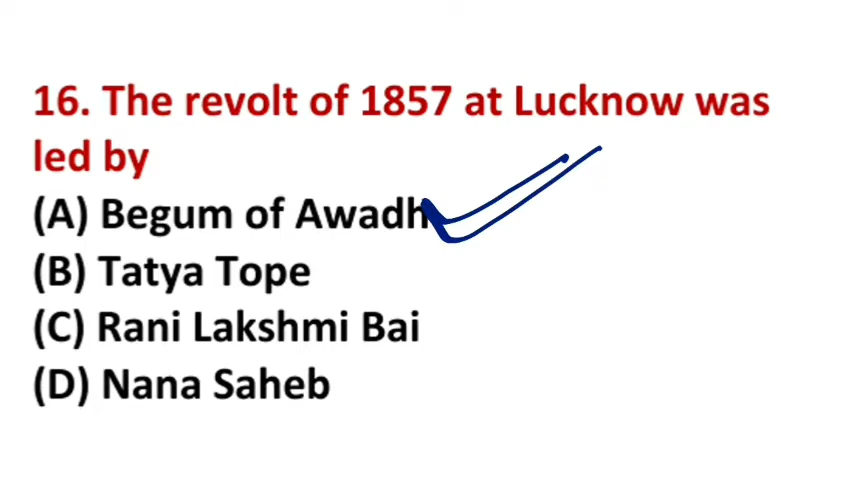 16. The revolt of 1857 at Lucknow was
led by
(A) Begum of Awadh
(B) Tatya Tope
(C) Rani Lakshmi Bai
(D) Nana Saheb